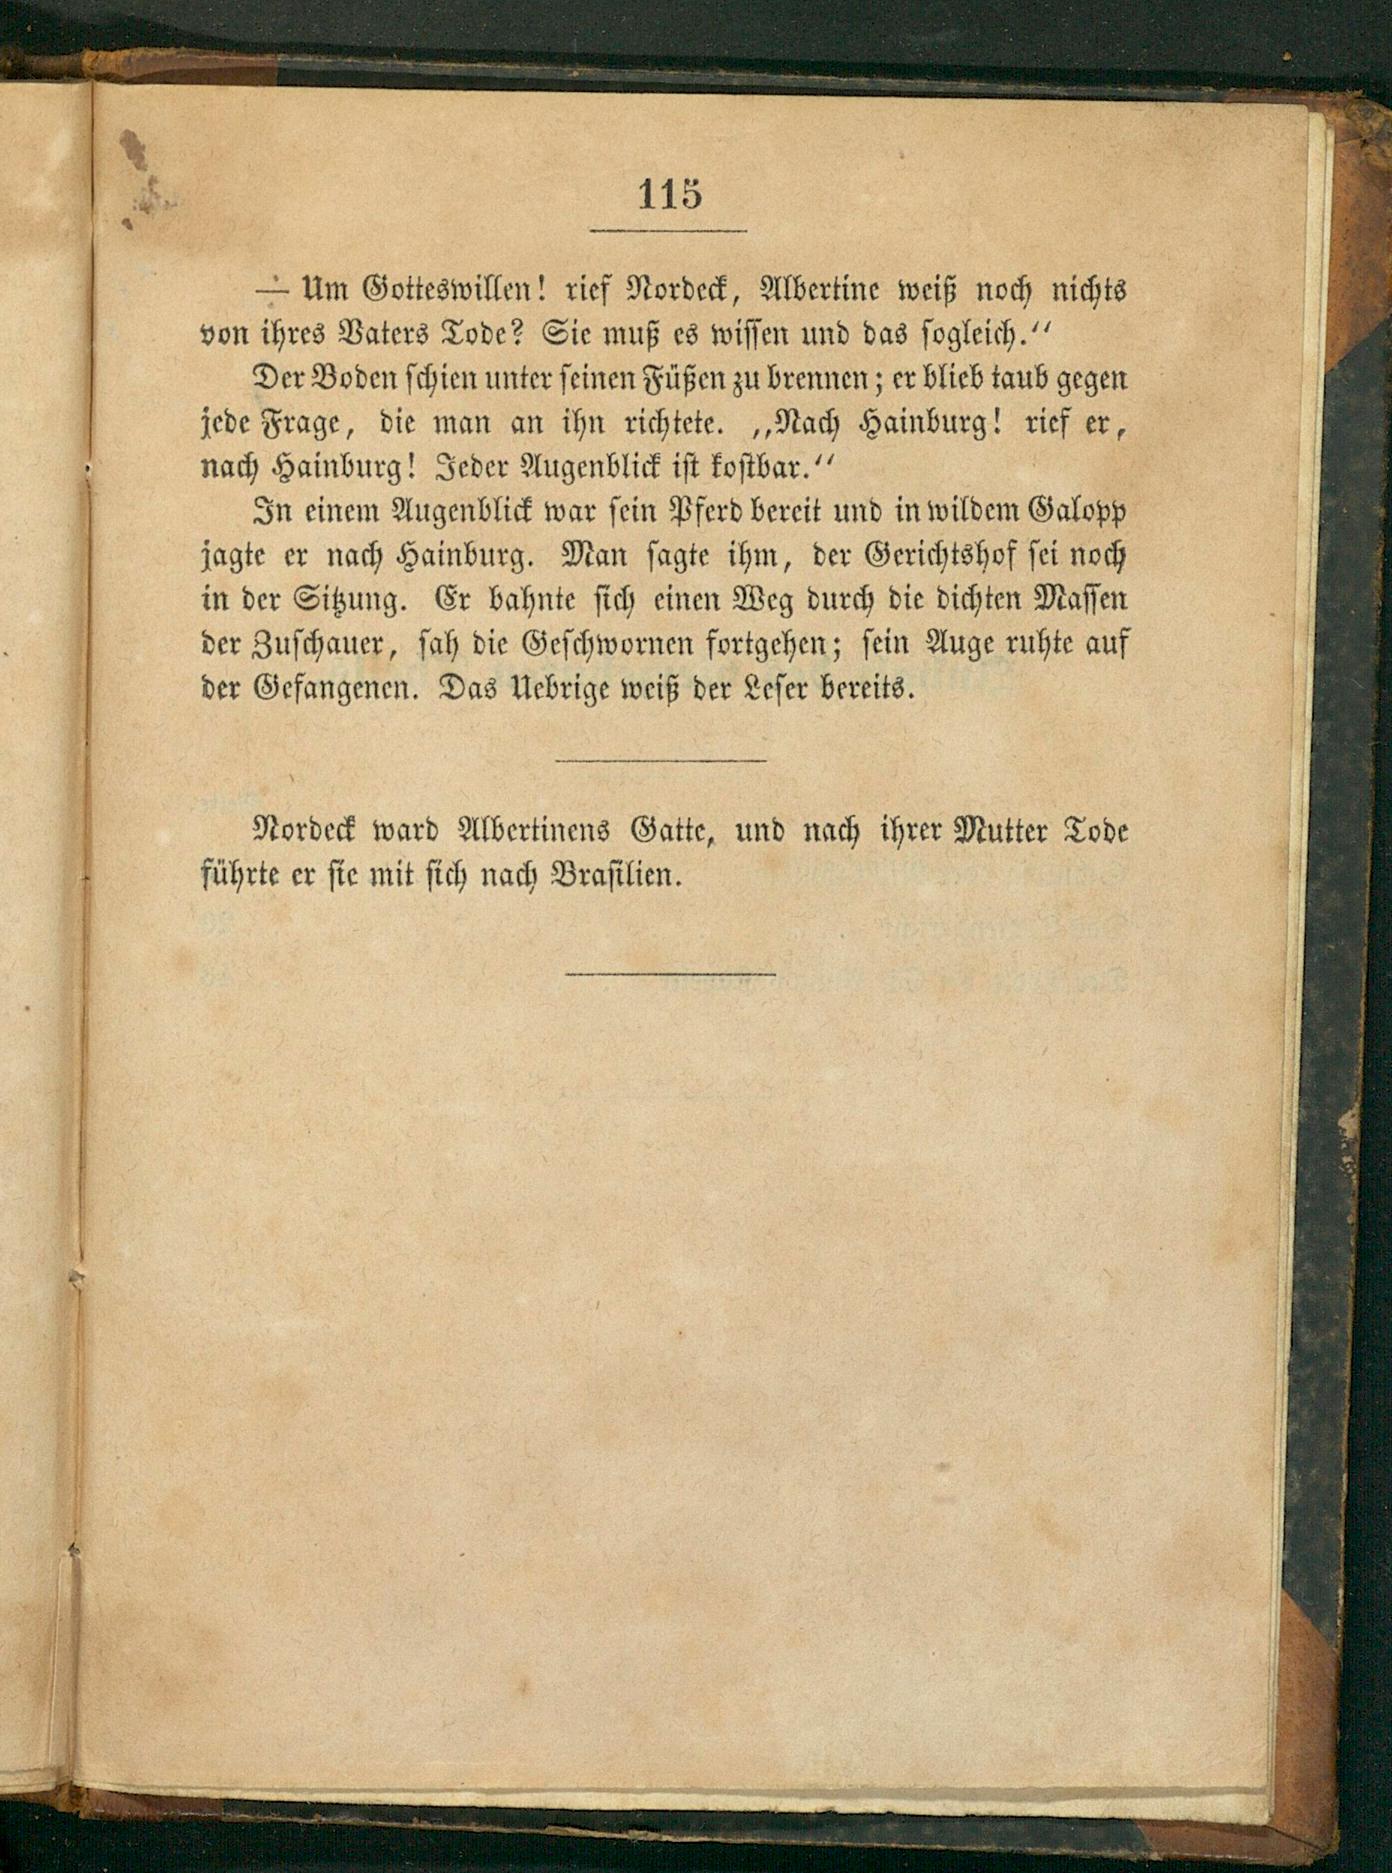 115
— Um Gotteswillen! rief Nordeck, Albertine weiß noch nichts
von ihres Vaters Tode? Sie muß es wissen und das sogleich.“
Der Boden schien unter seinen Füßen zu brennen; er blieb taub gegen
jede Frage, die man an ihn richtete. „Nach Hainburg! rief er,
nach Hainburg! Jeder Augenblick ist kostbar.“
In einem Augenblick war sein Pferd bereit und in wildem Galopp
jagte er nach Hainburg. Man sagte ihm, der Gerichtshof sei noch
in der Sitzung. Er bahnte sich einen Weg durch die dichten Massen
der Zuschauer, sah die Geschwornen fortgehen; sein Auge ruhte auf
der Gefangenen. Das Uebrige weiß der Leser bereits.
Nordeck ward Albertinens Gatte, und nach ihrer Mutter Tode
führte er sie mit sich nach Brasilien.